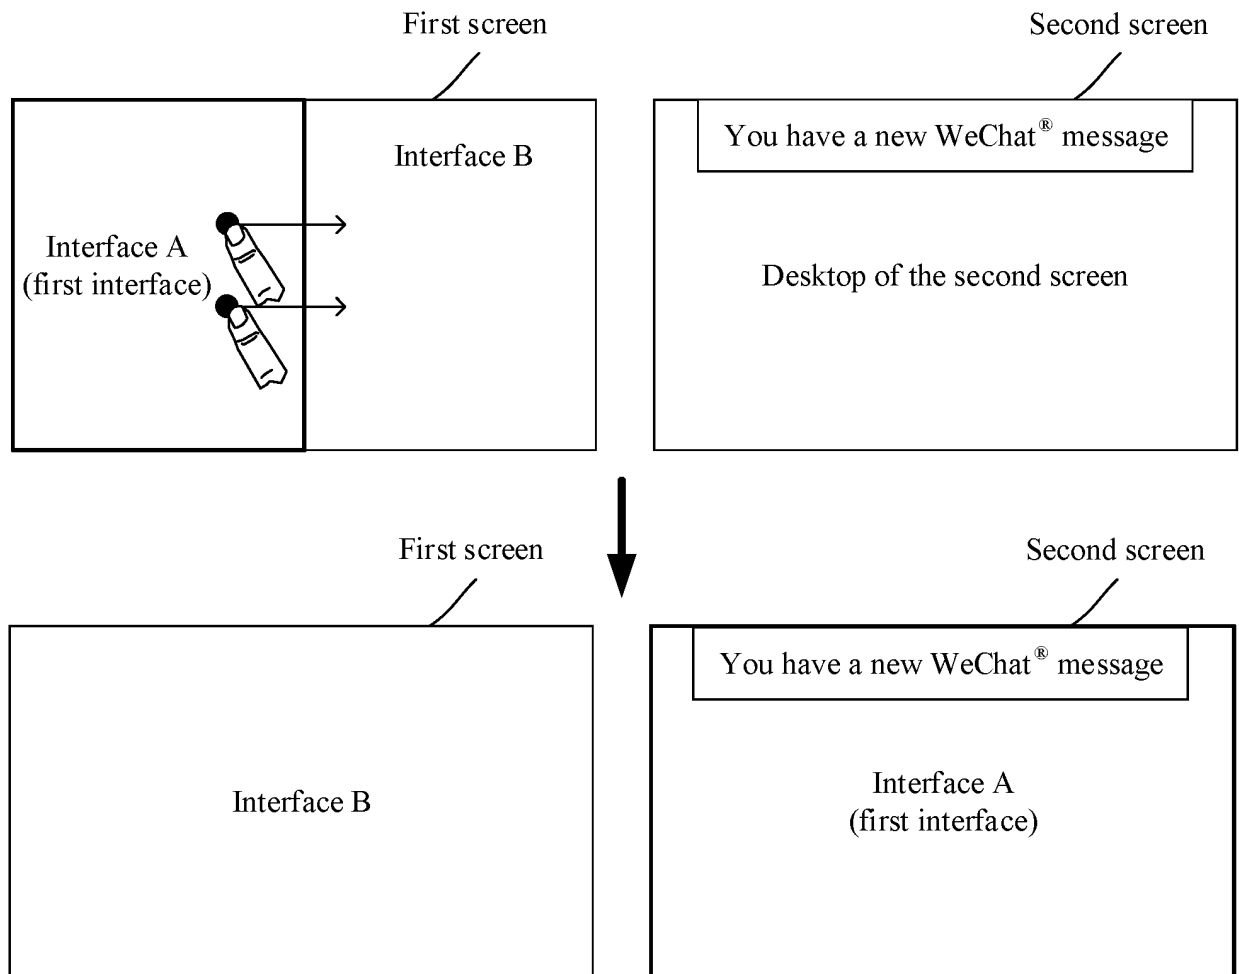 First screen
Second screen
You have a new WeChat® message
Interface B
Interface A
(first interface)
Desktop of the second screen
First screen
Second screen
You have a new WeChat® message
Interface B
Interface A
(first interface)